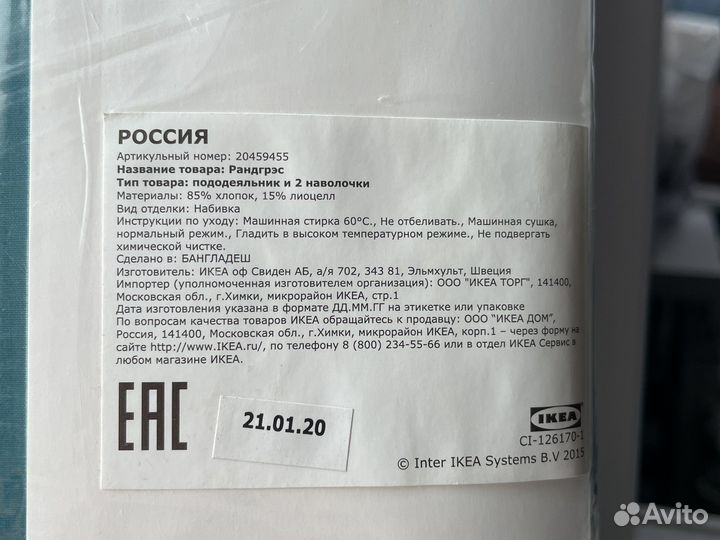 РОССИЯ
Артикульный номер: 20459455
Название товара: Рандгрэс
Тип товара: пододеяльник и 2 наволочки
Материалы: 85% хлопок, 15% лиоцелл
Вид отделки: Набивка
Инструкции по уходу: Машинная стирка 60°С., Не отбеливать., Машинная сушка,
нормальный режим., Гладить в высоком температурном режиме., Не подвергать
химической чистке.
Сделано в: БАНГЛАДЕШ
Изготовитель: ИКЕА оф Свиден АБ, а/я 702, 343 81, Эльмхульт, Швеция
Импортер (уполномоченная изготовителем организация): ООО "ИКЕА ТОРГ", 141400,
Московская обл., г.Химки, микрорайон ИКЕА, стр.1
Дата изготовления указана в формате ДД.ММ.ГГ на этикетке или упаковке
По вопросам качества товаров ИКЕА обращайтесь к продавцу: ООО "ИКЕА ДОМ",
Россия, 141400, Московская обл., г.Химки, микрорайон ИКЕА, корп.1 – через форму на
сайте http://www.IKEA.ru/, по телефону 8 (800) 234-55-66 или в отдел ИКЕА Сервис в
любом магазине ИКЕА.
EAC
21.01.20
IKEA
CI-126170-1
© Inter IKEA Systems B.V 2015
Avito